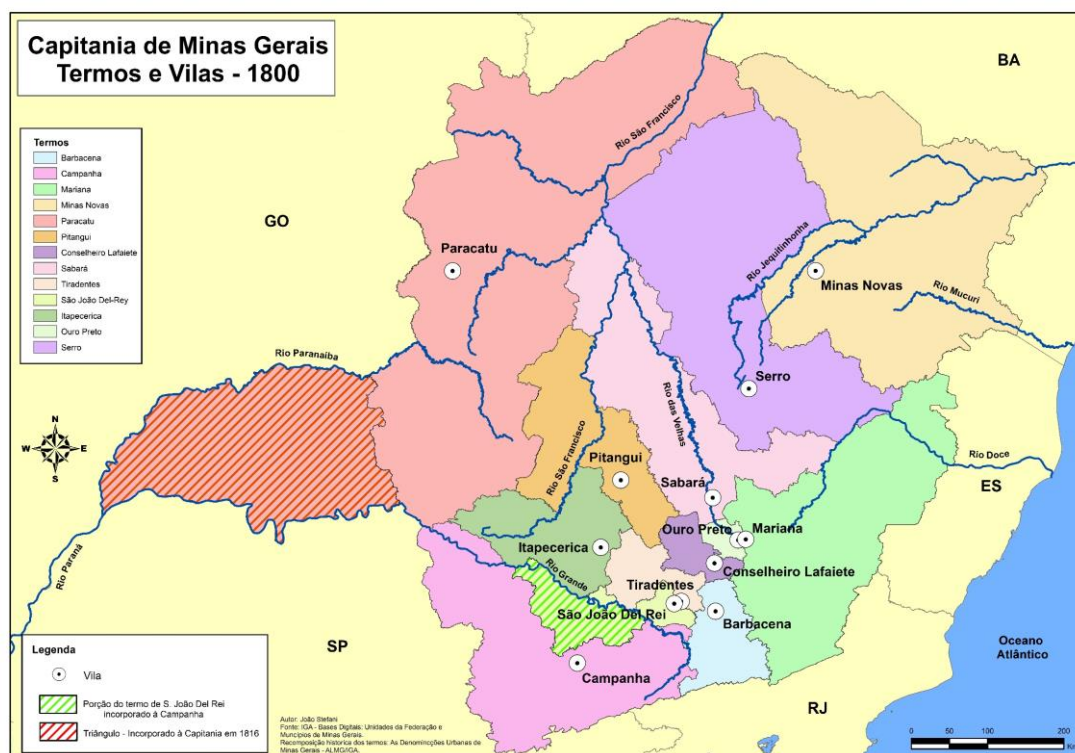 Capitania de Minas Gerais
Termos e Vilas - 1800
BA
Rio São Francisco
Termos
Barbacena
Campanha
Mariana
Minas Novas
Paracatu
Pitangui
Conselheiro Lafaiete
Sabará
Tiradentes
São João Del-Rey
Itapecerica
Ouro Preto
Serro
GO
Paracatu
Rio Jequitinhonha
Minas Novas
Rio Mucuri
Rio Paranaíba
Serro
Rio das Velhas
N
W E
S
Rio São Francisco
Pitangui
Rio Doce
Sabará
ES
Ouro Preto
Mariana
Itapecerica
Conselheiro Lafaiete
Rio Paraná
Rio Grande
Tiradentes
São João Del Rei
Barbacena
SP
Oceano
Atlântico
Legenda
Vila
Porção do termo de S. João Del Rei
incorporado à Campanha
Triângulo - Incorporado à Capitania em 1816
Campanha
RJ
Autor: João Stefani
Fonte: IGA - Bases Digitais: Unidades da Federação e
Municípios de Minas Gerais.
Recomposição historica dos termos: As Denominções Urbanas de
Minas Gerais - ALMG/IGA.
0 50 100 200